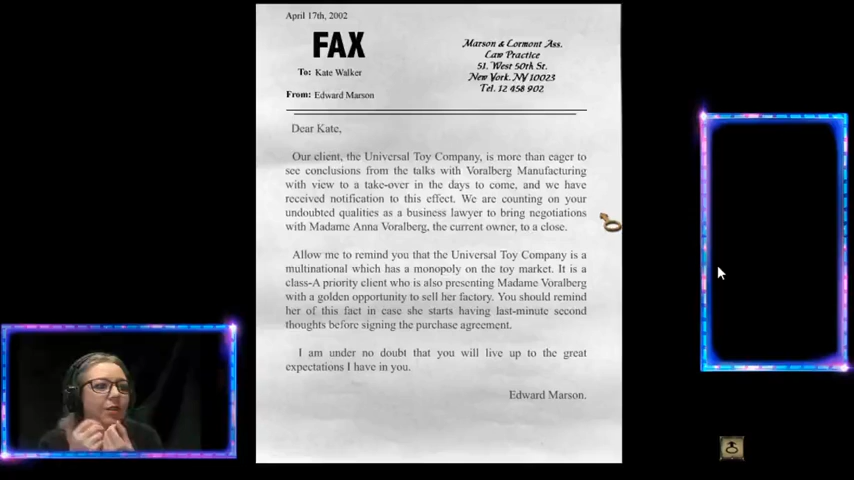 April 17th, 2002
FAX
To: Kate Walker
From: Edward Marson
Marson & Lormont Ass.
Law Practice
51. West 50th St.
New York. NY 10023
Tel. 12 458 902
Dear Kate,
Our client, the Universal Toy Company, is more than eager to
see conclusions from the talks with Voralberg Manufacturing
with view to a take-over in the days to come, and we have
received notification to this effect. We are counting on your
undoubted qualities as a business lawyer to bring negotiations
with Madame Anna Voralberg, the current owner, to a close.
Allow me to remind you that the Universal Toy Company is a
multinational which has a monopoly on the toy market. It is a
class-A priority client who is also presenting Madame Voralberg
with a golden opportunity to sell her factory. You should remind
her of this fact in case she starts having last-minute second
thoughts before signing the purchase agreement.
I am under no doubt that you will live up to the great
expectations I have in you.
Edward Marson.